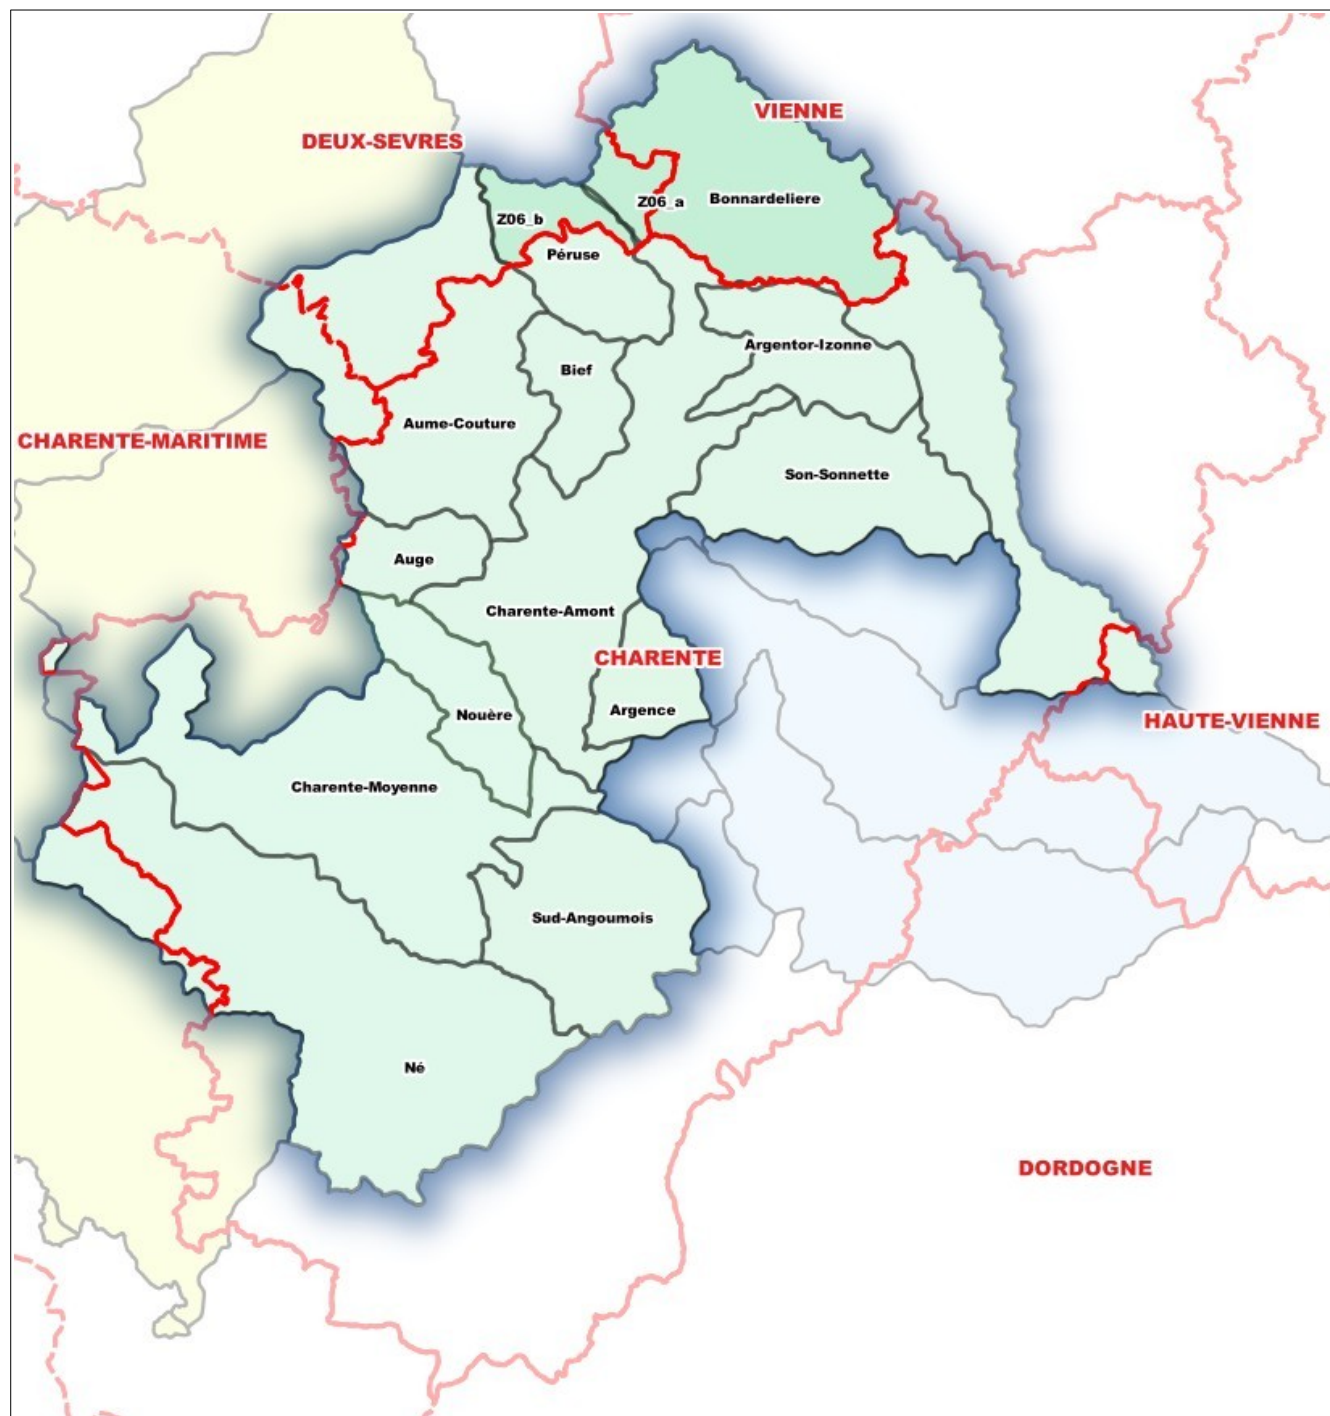 VIENNE
DEUX-SEVRES
Bonnardeliere
Z06_a
Z06_b
Péruse
Argentor-Izonne
Bief
Aume-Couture
CHARENTE-MARITIME
Son-Sonnette
Auge
Charente-Amont
CHARENTE
Argence
Nouère
HAUTE-VIENNE
Charente-Moyenne
Sud-Angoumois
Né
DORDOGNE